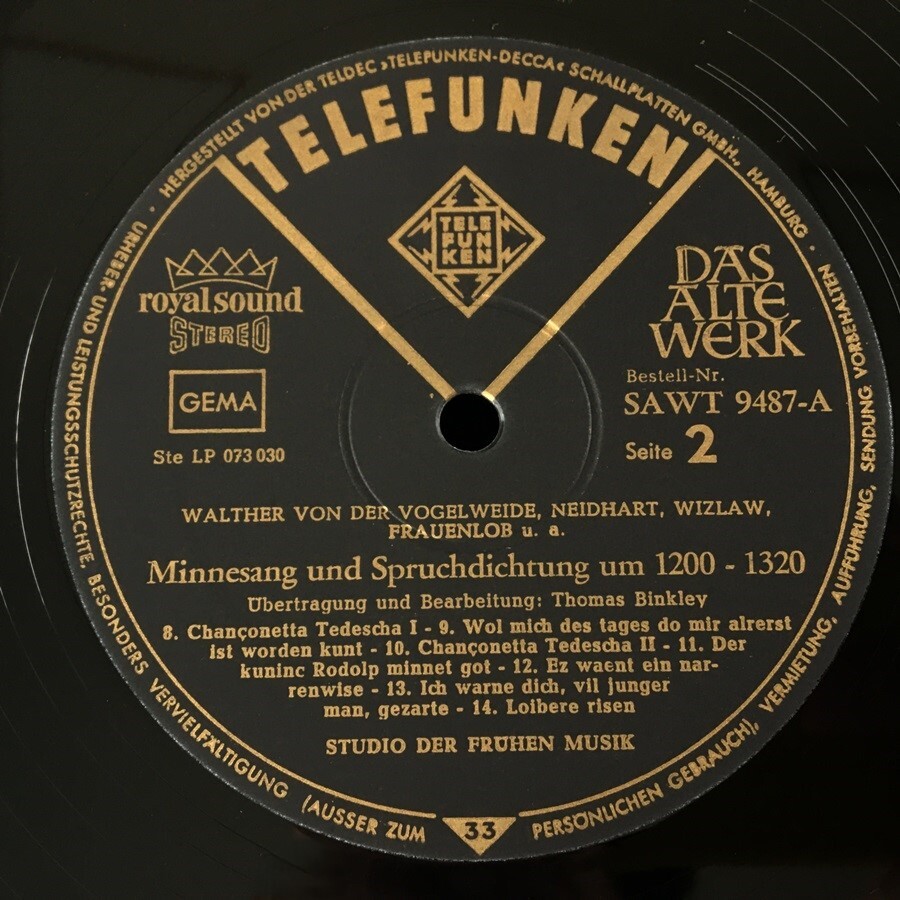 HERGESTELLT VON DER TELDEC »TELEFUNKEN-DECCA« SCHALLPLATTEN GMBH., HAMBURG ·
URHEBER- UND LEISTUNGSSCHUTZRECHTE, BESONDERS VERVIELFÄLTIGUNG (AUSSER ZUM PERSÖNLICHEN GEBRAUCH), VERMIETUNG, AUFFÜHRUNG, SENDUNG VORBEHALTEN ·
TELEFUNKEN
TELE
FUN
KEN
royal sound
STEREO
GEMA
Ste LP 073 030
DAS
ALTE
WERK
Bestell-Nr.
SAWT 9487-A
Seite 2
WALTHER VON DER VOGELWEIDE, NEIDHART, WIZLAW,
FRAUENLOB u. a.
Minnesang und Spruchdichtung um 1200 - 1320
Übertragung und Bearbeitung: Thomas Binkley
8. Chançonetta Tedescha I - 9. Wol mich des tages do mir alrerst
ist worden kunt - 10. Chançonetta Tedescha II - 11. Der
kuninc Rodolp minnet got - 12. Ez waent ein nar-
renwise - 13. Ich warne dich, vil junger
man, gezarte - 14. Loibere risen
STUDIO DER FRÜHEN MUSIK
33